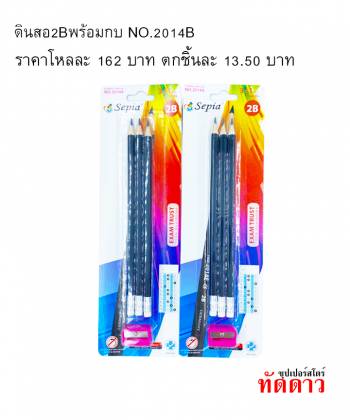 ดินสอ2Bพร้อมกบ NO.2014B
ราคาโหลละ 162 บาท ตกชิ้นละ 13.50 บาท
Sepia 2B
Sepia 2B
EXAM TRUST
EXAM TRUST
ซุปเปอร์สโตร์
ทัดดาว